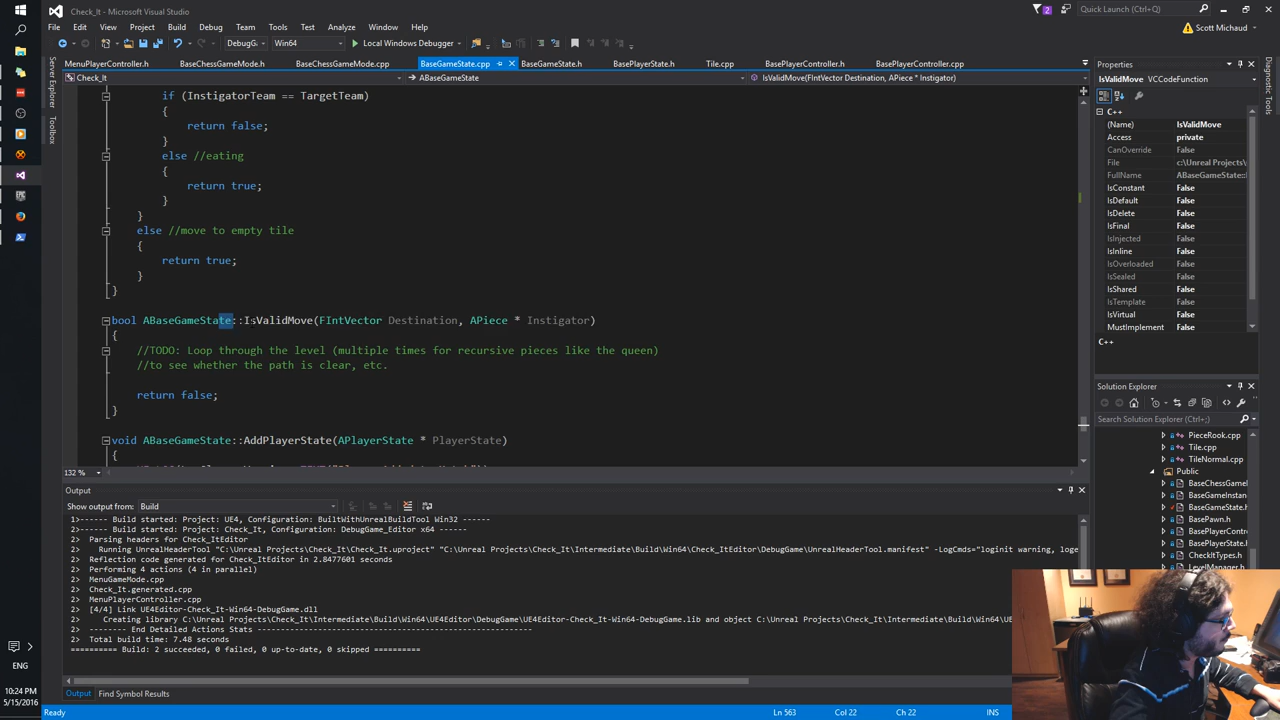 Check_It
2
Quick Launch (Ctrl+Q)
File Edit View Project Build Debug Team Tools Test Analyze Window Help
Scott Michaud
DebugG Win64 Local Windows Debugger
MenuPlayerController.h BaseChessGameMode.h BaseChessGameMode.cpp BaseGameState.cpp BaseGameState.h BasePlayerState.h Tile.cpp BasePlayerController.h BasePlayerController.cpp
Check_It ABaseGameState IsValidMove(FIntVector Destination, APiece * Instigator)
Server Explorer
Toolbox
if (InstigatorTeam == TargetTeam)
{
return false;
}
else //eating
{
return true;
}
}
else //move to empty tile
{
return true;
}
}
bool ABaseGameState::IsValidMove(FIntVector Destination, APiece * Instigator)
{
//TODO: Loop through the level (multiple times for recursive pieces like the queen)
//to see whether the path is clear, etc.
return false;
}
void ABaseGameState::AddPlayerState(APlayerState * PlayerState)
{
132 %
Output
Show output from: Build
1>------ Build started: Project: UE4, Configuration: BuiltWithUnrealBuildTool Win32 ------
2>------ Build started: Project: Check_It, Configuration: DebugGame_Editor x64 ------
2> Parsing headers for Check_ItEditor
2> Running UnrealHeaderTool "C:\Unreal Projects\Check_It\Check_It.uproject" "C:\Unreal Projects\Check_It\Intermediate\Build\Win64\Check_ItEditor\DebugGame\UnrealHeaderTool.manifest" -LogCmds="loginit warning, loge
2> Reflection code generated for Check_ItEditor in 2.8477601 seconds
2> Performing 4 actions (4 in parallel)
2> MenuGameMode.cpp
2> Check_It.generated.cpp
2> MenuPlayerController.cpp
2> [4/4] Link UE4Editor-Check_It-Win64-DebugGame.dll
2> Creating library C:\Unreal Projects\Check_It\Intermediate\Build\Win64\UE4Editor\DebugGame\UE4Editor-Check_It-Win64-DebugGame.lib and object C:\Unreal Projects\Check_It\Intermediate\Build\Win64\UE
2> -------- End Detailed Actions Stats -----------------------------------------------------------
2> Total build time: 7.48 seconds
========== Build: 2 succeeded, 0 failed, 0 up-to-date, 0 skipped ==========
Output Find Symbol Results
Ready Ln 563 Col 22 Ch 22 INS
Properties
IsValidMove VCCodeFunction
C++
(Name) IsValidMove
Access private
CanOverride False
File c:\Unreal Projects\
FullName ABaseGameState::
IsConstant False
IsDefault False
IsDelete False
IsFinal False
IsInjected False
IsInline False
IsOverloaded False
IsSealed False
IsShared False
IsTemplate False
IsVirtual False
MustImplement False
C++
Diagnostic Tools
Solution Explorer
Search Solution Explorer (Ctrl+;)
PieceRook.cpp
Tile.cpp
TileNormal.cpp
Public
BaseChessGameI
BaseGameInstan
BaseGameState.h
BasePawn.h
BasePlayerContr
BasePlayerState.h
CheckItTypes.h
LevelManager.h
ENG
10:24 PM
5/15/2016